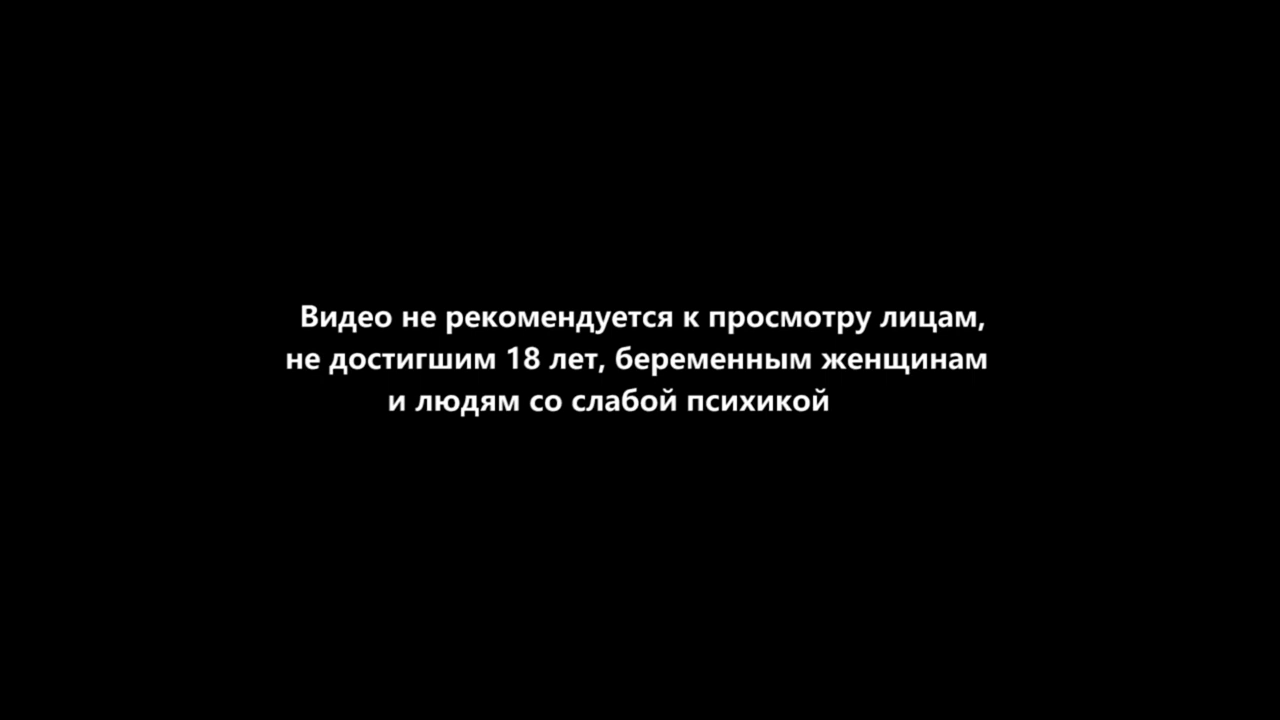 Видео не рекомендуется к просмотру лицам,
не достигшим 18 лет, беременным женщинам
и людям со слабой психикой